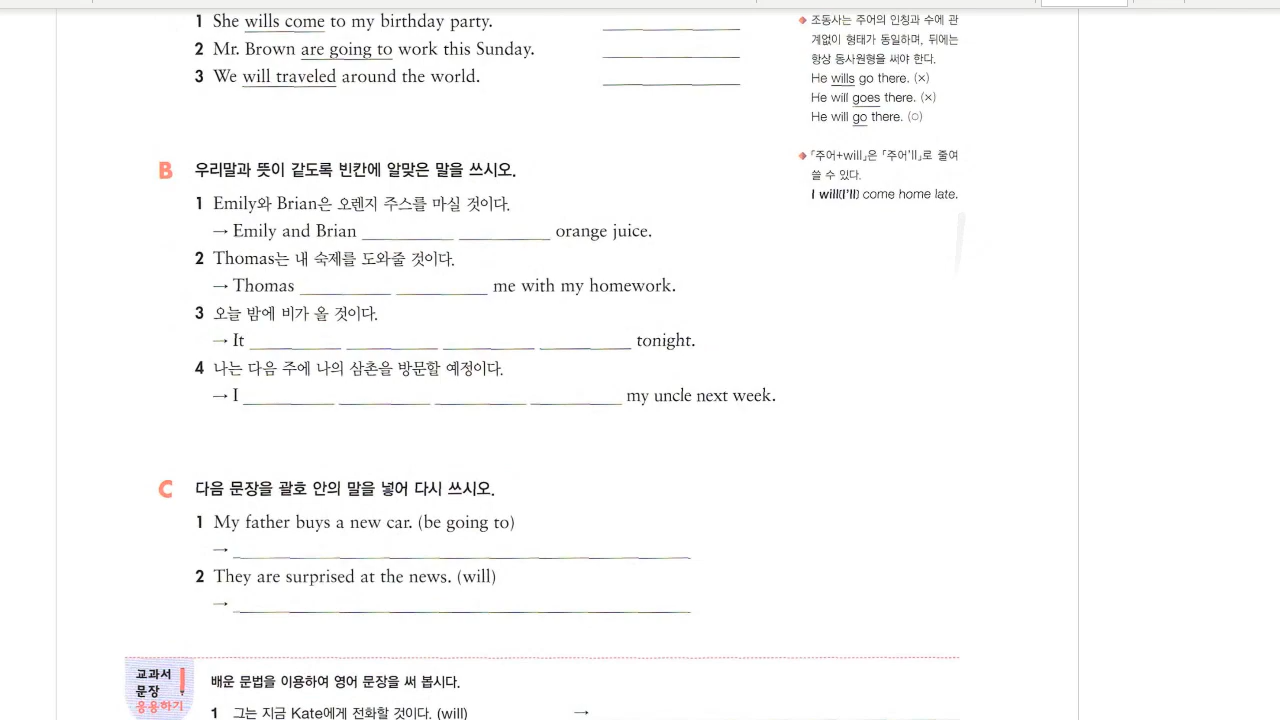 1 She wills come to my birthday party.
2 Mr. Brown are going to work this Sunday.
3 We will traveled around the world.
조동사는 주어의 인칭과 수에 관
계없이 형태가 동일하며, 뒤에는
항상 동사원형을 써야 한다.
He wills go there. (×)
He will goes there. (×)
He will go there. (○)
「주어+will」은 「주어'll」로 줄여
쓸 수 있다.
I will(I'll) come home late.
B 우리말과 뜻이 같도록 빈칸에 알맞은 말을 쓰시오.
1 Emily와 Brian은 오렌지 주스를 마실 것이다.
→ Emily and Brian ________ ________ orange juice.
2 Thomas는 내 숙제를 도와줄 것이다.
→ Thomas ________ ________ me with my homework.
3 오늘 밤에 비가 올 것이다.
→ It ________ ________ ________ ________ tonight.
4 나는 다음 주에 나의 삼촌을 방문할 예정이다.
→ I ________ ________ ________ ________ my uncle next week.
C 다음 문장을 괄호 안의 말을 넣어 다시 쓰시오.
1 My father buys a new car. (be going to)
→
2 They are surprised at the news. (will)
→
교과서
문장
응용하기
배운 문법을 이용하여 영어 문장을 써 봅시다.
1 그는 지금 Kate에게 전화할 것이다. (will) →